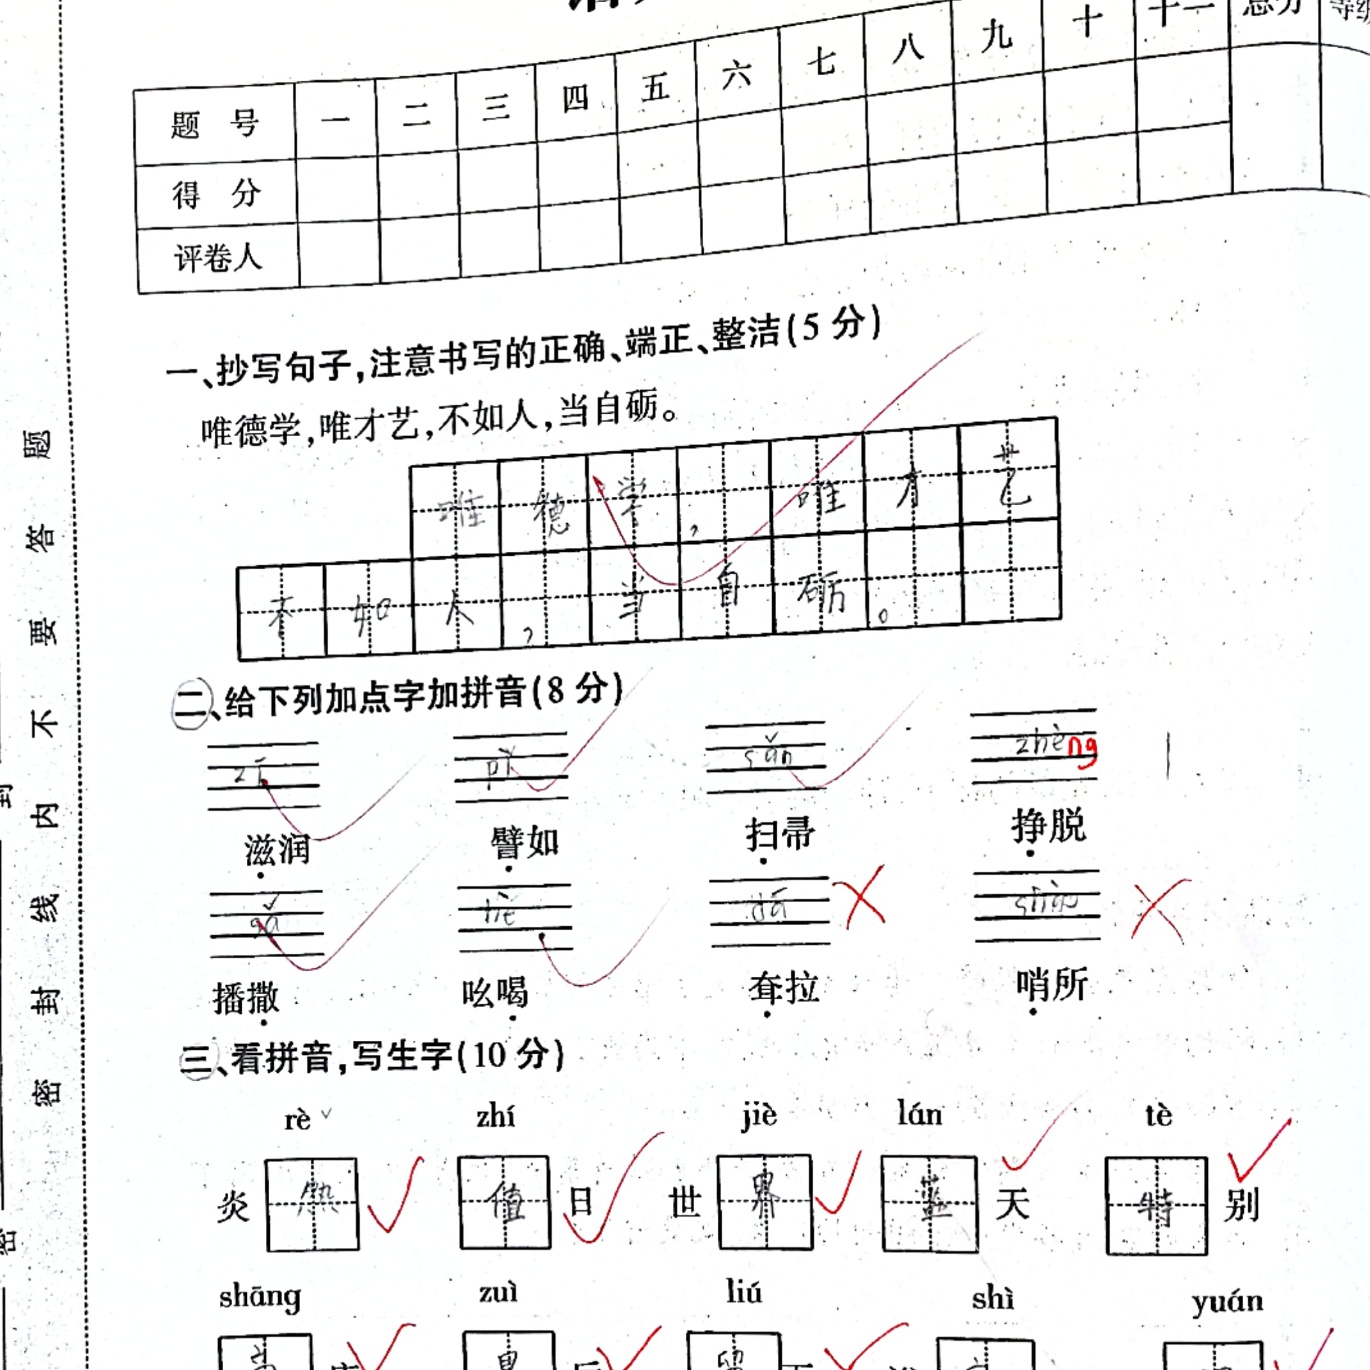 题 号 一 二 三 四 五 六 七 八 九 十 十一 总分 等级
得 分
评卷人
一、抄写句子,注意书写的正确、端正、整洁(5 分)
唯德学,唯才艺,不如人,当自砺。
唯德学,唯才艺
不如人,当自砺。
二、给下列加点字加拼音(8 分)
zī pì sǎo zhèng
滋润 譬如 扫帚 挣脱
sǎ hè dā shào
播撒 吆喝 耷拉 哨所
三、看拼音,写生字(10 分)
rè zhí jiè lán tè
炎热 值日 世界 蓝天 特别
shāng zuì liú shì yuán
密 封 线 内 不 要 答 题